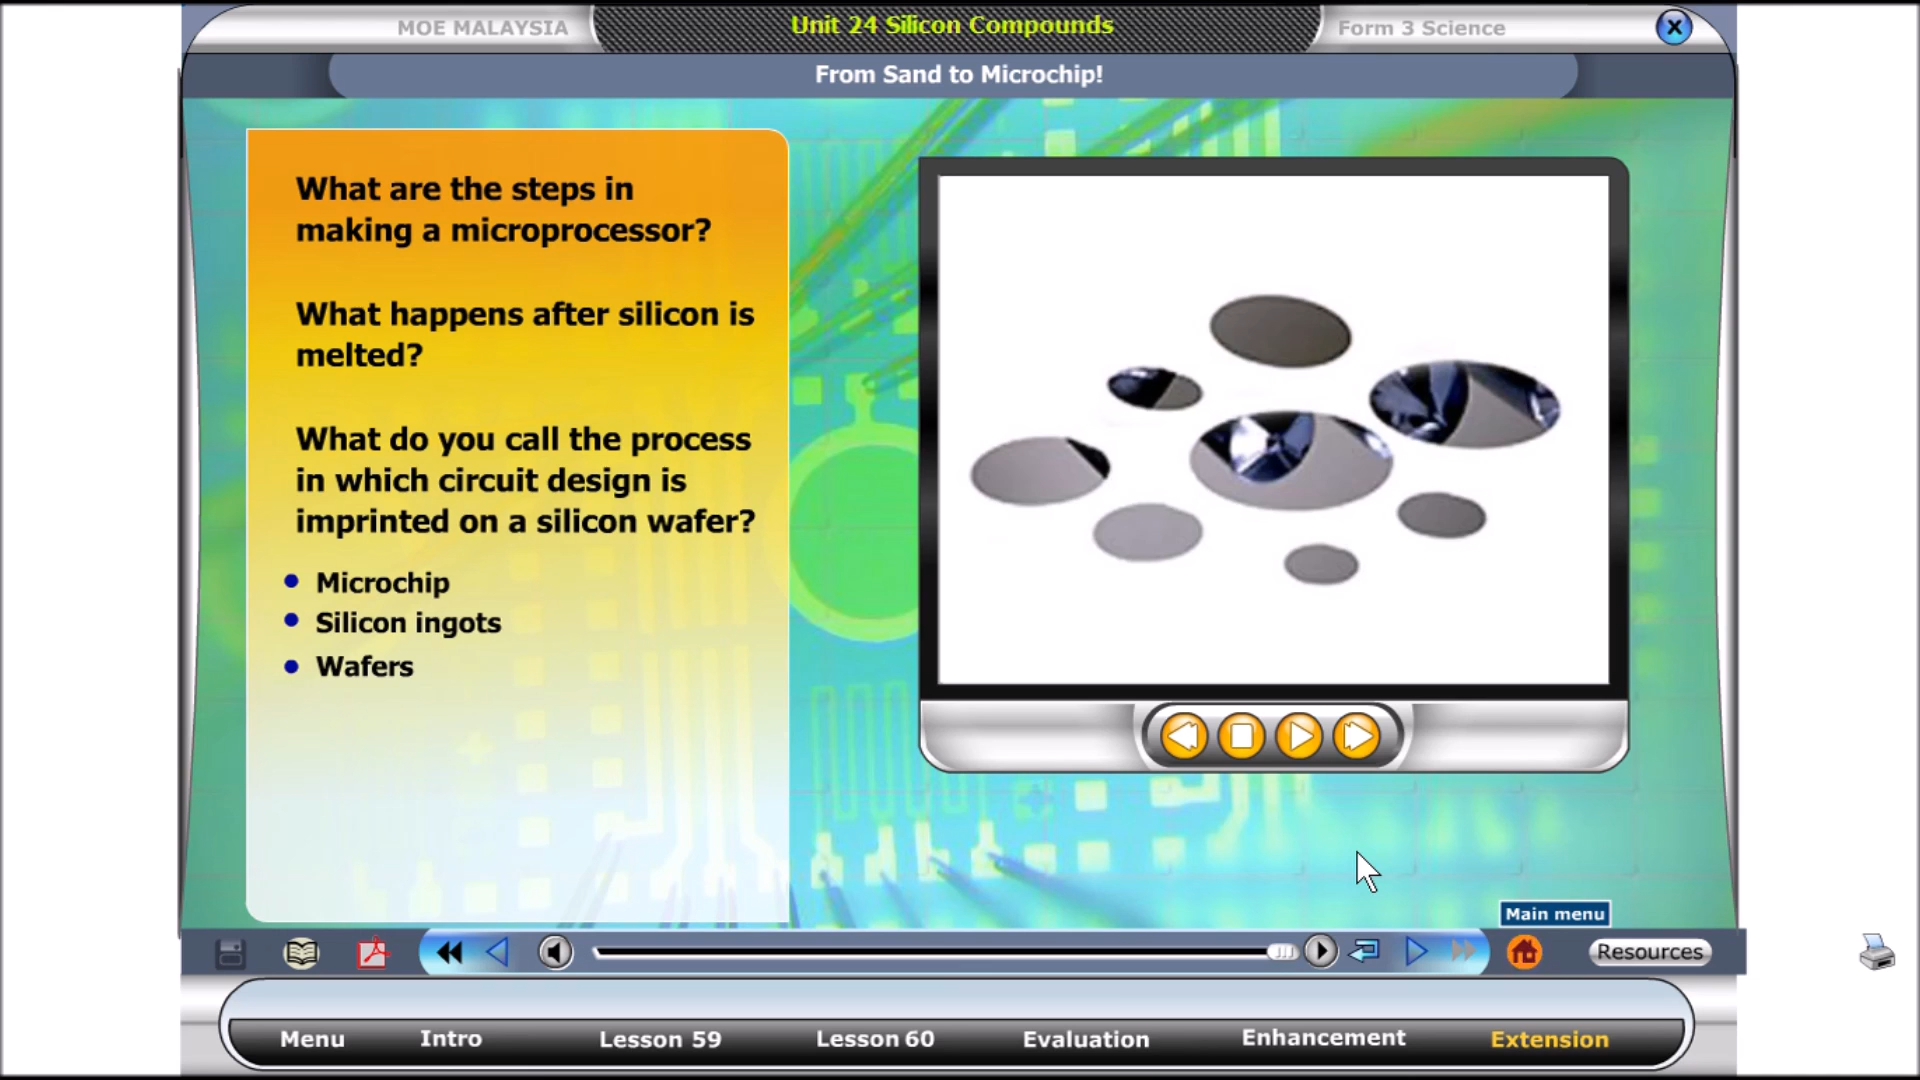 MOE MALAYSIA
Unit 24 Silicon Compounds
Form 3 Science
From Sand to Microchip!
What are the steps in
making a microprocessor?
What happens after silicon is
melted?
What do you call the process
in which circuit design is
imprinted on a silicon wafer?
Microchip
Silicon ingots
Wafers
Main menu
Resources
Menu
Intro
Lesson 59
Lesson 60
Evaluation
Enhancement
Extension